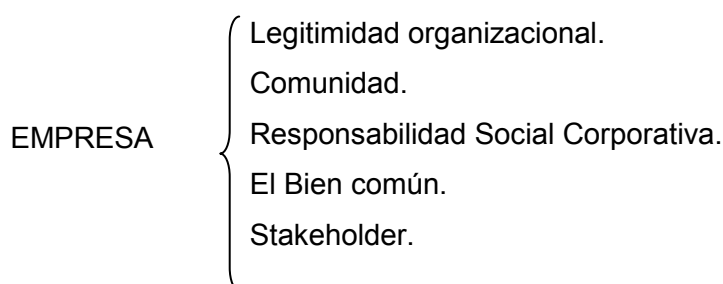 Legitimidad organizacional.
Comunidad.
EMPRESA
Responsabilidad Social Corporativa.
El Bien común.
Stakeholder.